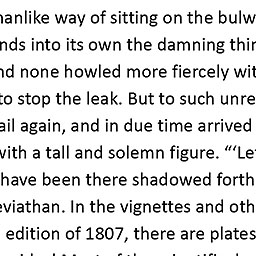 manlike way of sitting on the bulw
nds into its own the damning thin
nd none howled more fiercely wit
to stop the leak. But to such unre
ail again, and in due time arrived
with a tall and solemn figure. “‘Let
have been there shadowed forth
eviathan. In the vignettes and oth
edition of 1807, there are plates